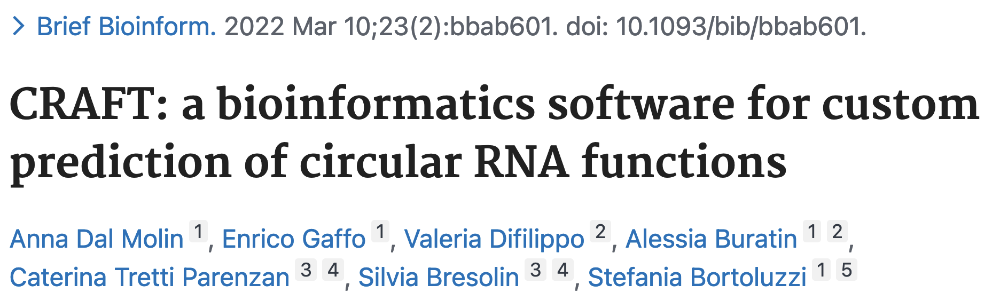 > Brief Bioinform. 2022 Mar 10;23(2):bbab601. doi: 10.1093/bib/bbab601.
CRAFT: a bioinformatics software for custom
prediction of circular RNA functions
Anna Dal Molin 1, Enrico Gaffo 1, Valeria Difilippo 2, Alessia Buratin 1 2,
Caterina Tretti Parenzan 3 4, Silvia Bresolin 3 4, Stefania Bortoluzzi 1 5